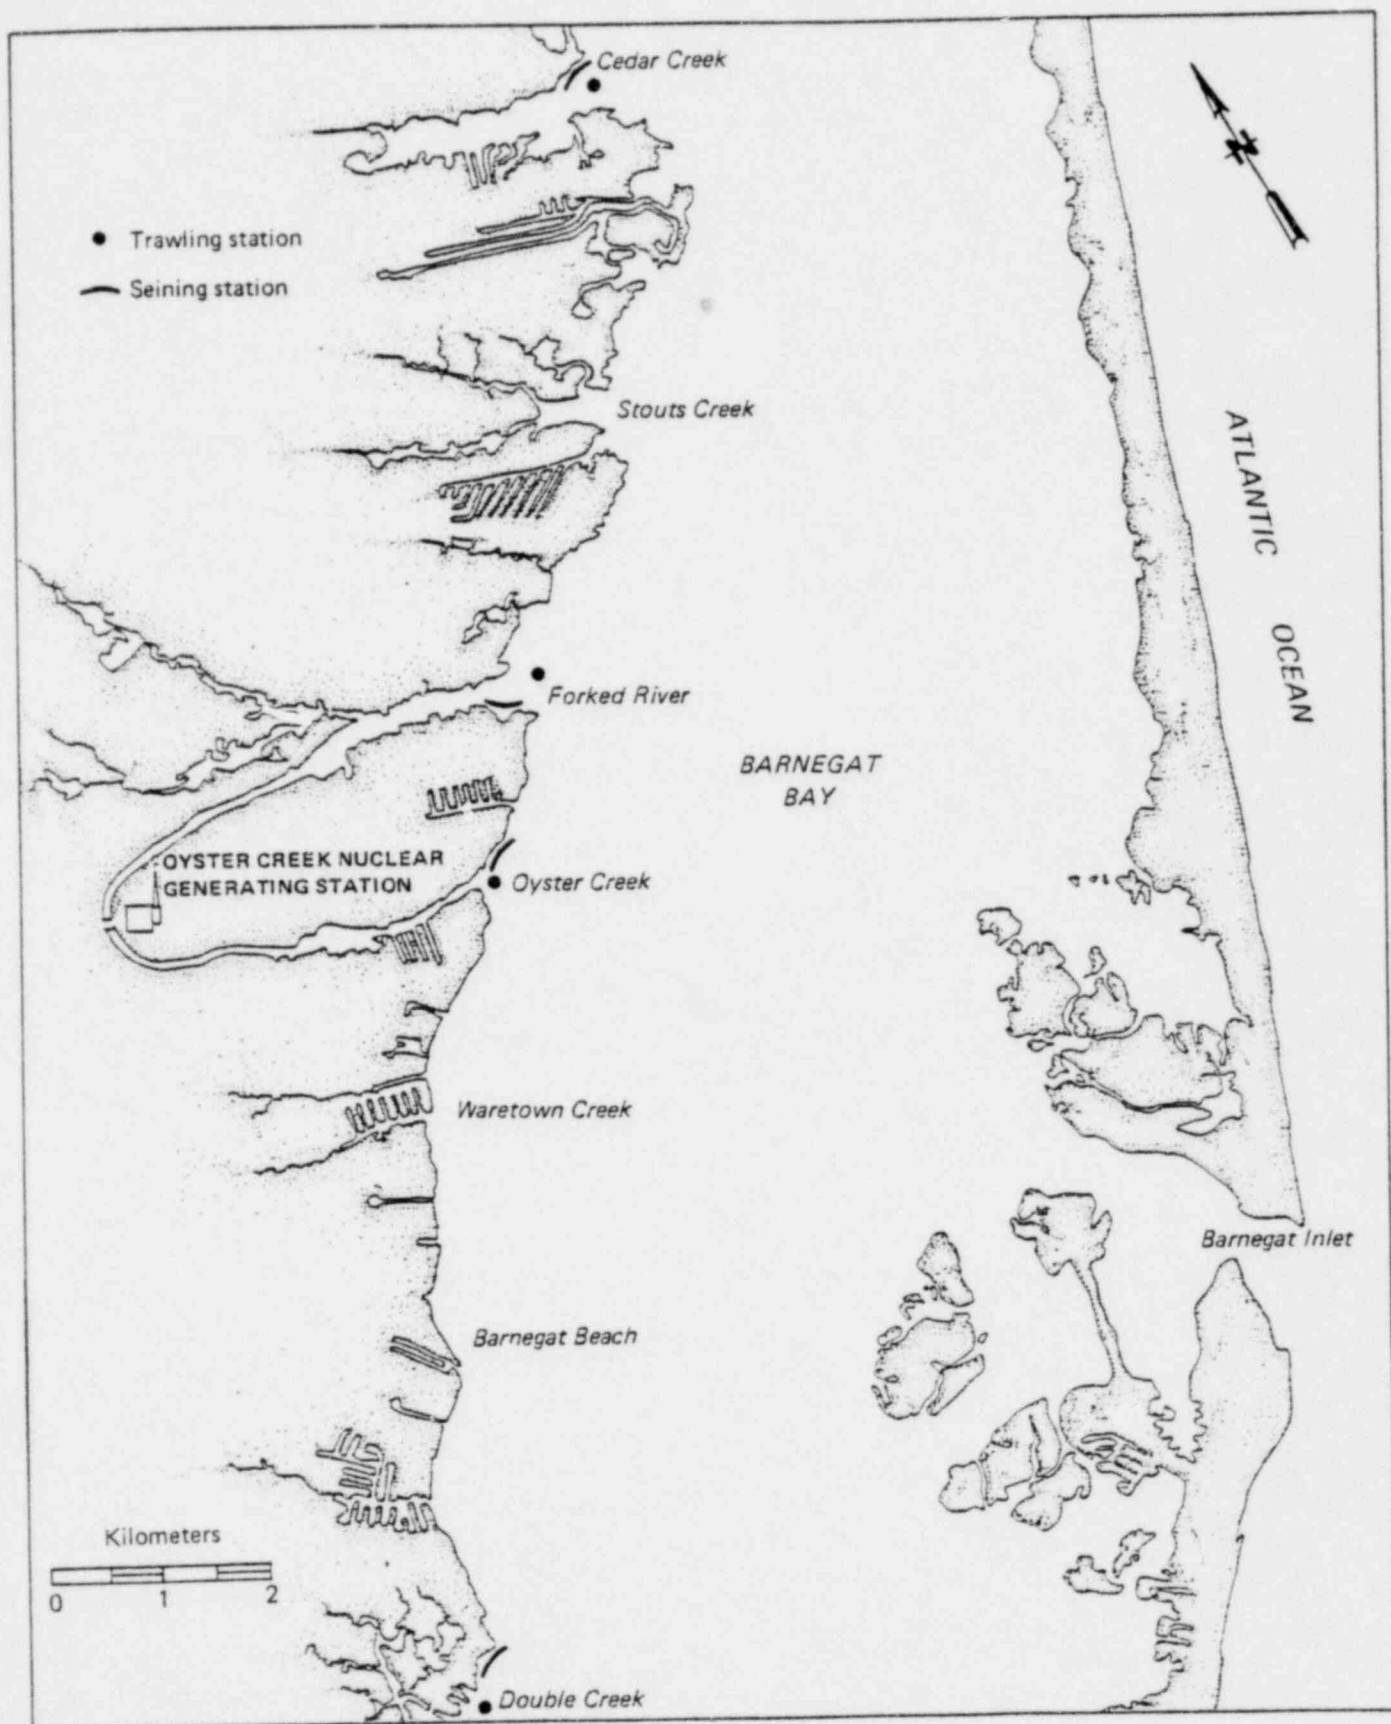 Cedar Creek
N
Trawling station
Seining station
Stouts Creek
ATLANTIC
OCEAN
Forked River
BARNEGAT
BAY
OYSTER CREEK NUCLEAR
GENERATING STATION
Oyster Creek
Waretown Creek
Barnegat Inlet
Barnegat Beach
Kilometers
0 1 2
Double Creek